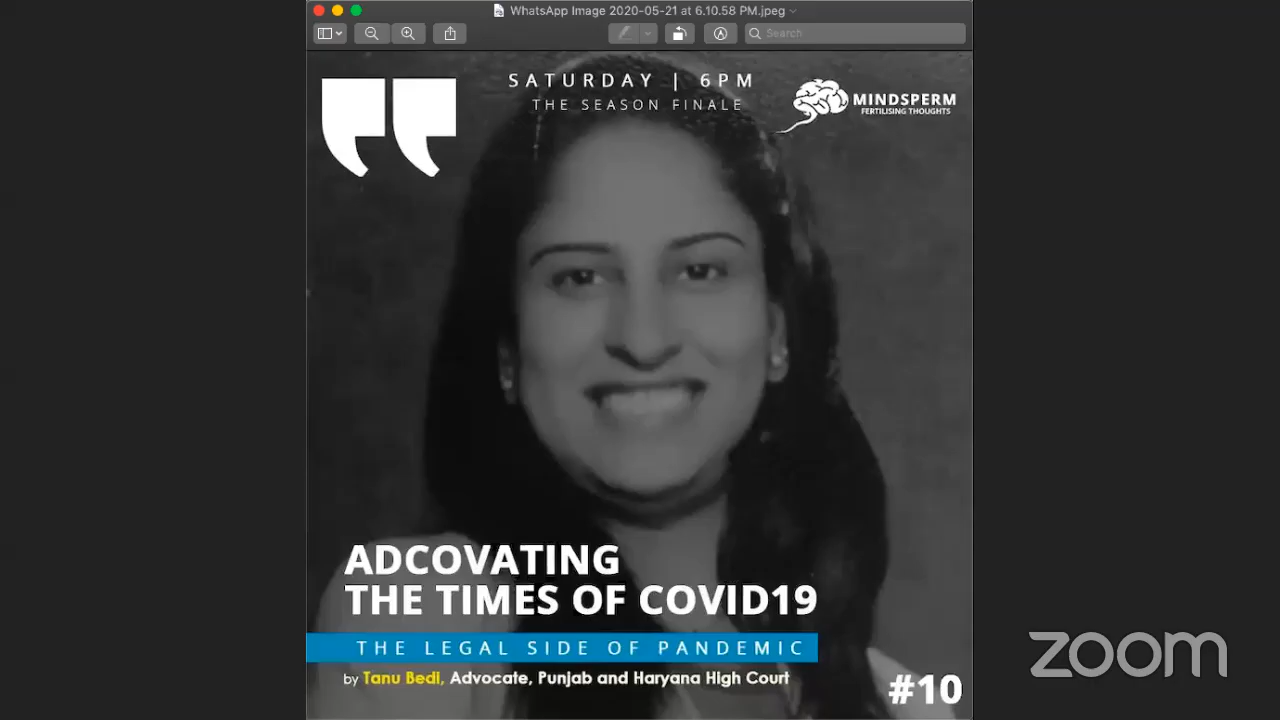 WhatsApp Image 2020-05-21 at 6.10.58 PM.jpeg
Search
SATURDAY | 6PM
THE SEASON FINALE
MINDSPERM
FERTILISING THOUGHTS
ADCOVATING
THE TIMES OF COVID19
THE LEGAL SIDE OF PANDEMIC
by Tanu Bedi, Advocate, Punjab and Haryana High Court
#10
zoom